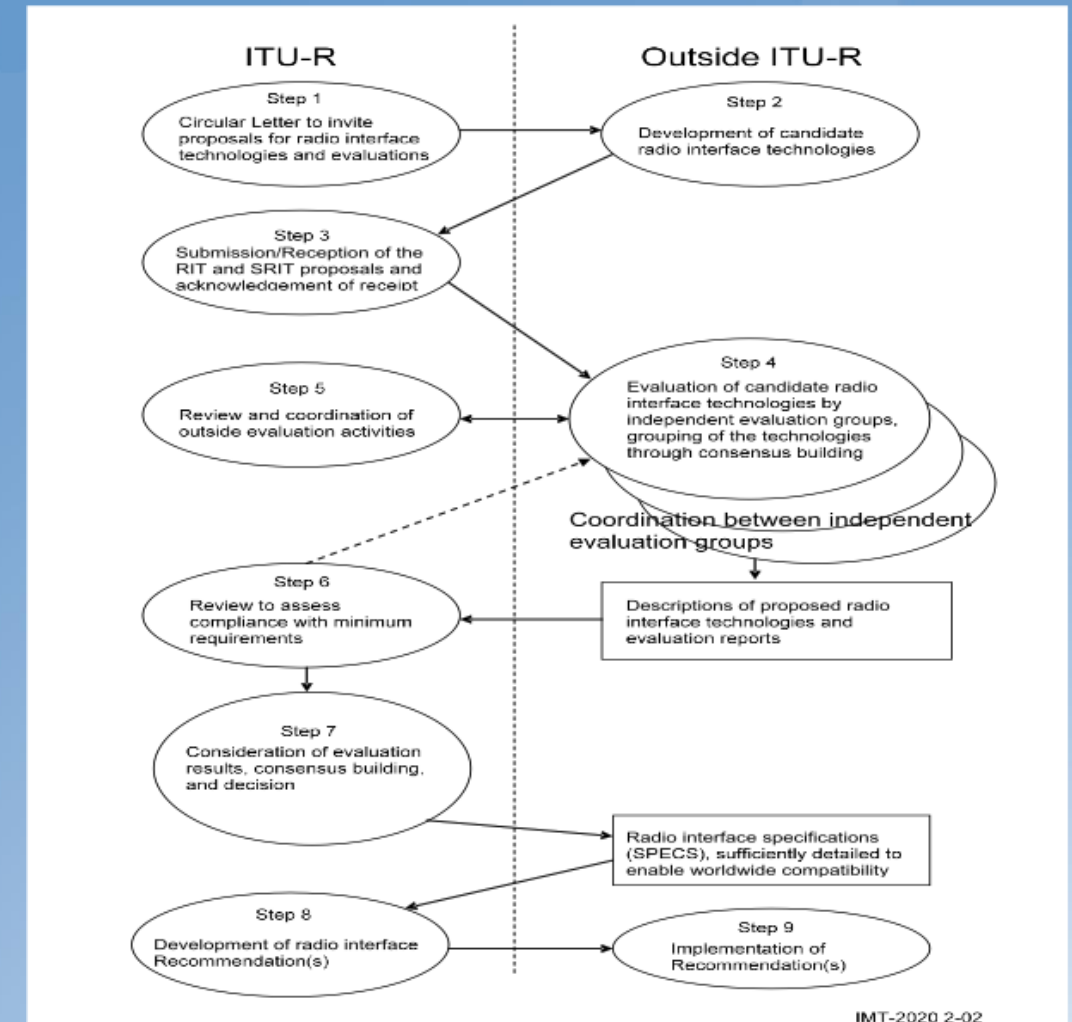 ITU-R
Outside ITU-R
Step 1
Circular Letter to invite
proposals for radio interface
technologies and evaluations
Step 2
Development of candidate
radio interface technologies
Step 3
Submission/Reception of the
RIT and SRIT proposals and
acknowledgement of receipt
Step 4
Evaluation of candidate radio
interface technologies by
independent evaluation groups,
grouping of the technologies
through consensus building
Step 5
Review and coordination of
outside evaluation activities
Coordination between independent
evaluation groups
Step 6
Review to assess
compliance with minimum
requirements
Descriptions of proposed radio
interface technologies and
evaluation reports
Step 7
Consideration of evaluation
results, consensus building,
and decision
Radio interface specifications
(SPECS), sufficiently detailed to
enable worldwide compatibility
Step 8
Development of radio interface
Recommendation(s)
Step 9
Implementation of
Recommendation(s)
IMT-2020 2-02